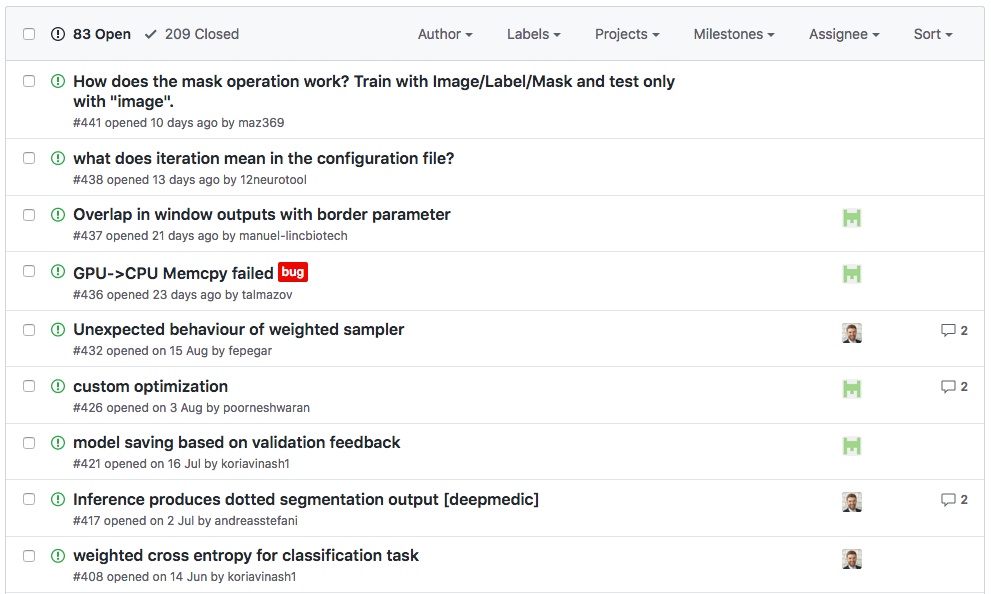 83 Open 209 Closed Author Labels Projects Milestones Assignee Sort
How does the mask operation work? Train with Image/Label/Mask and test only
with "image".
#441 opened 10 days ago by maz369
what does iteration mean in the configuration file?
#438 opened 13 days ago by 12neurotool
Overlap in window outputs with border parameter
#437 opened 21 days ago by manuel-lincbiotech
GPU->CPU Memcpy failed bug
#436 opened 23 days ago by talmazov
Unexpected behaviour of weighted sampler
2
#432 opened on 15 Aug by fepegar
custom optimization
2
#426 opened on 3 Aug by poorneshwaran
model saving based on validation feedback
#421 opened on 16 Jul by koriavinash1
Inference produces dotted segmentation output [deepmedic]
2
#417 opened on 2 Jul by andreasstefani
weighted cross entropy for classification task
#408 opened on 14 Jun by koriavinash1